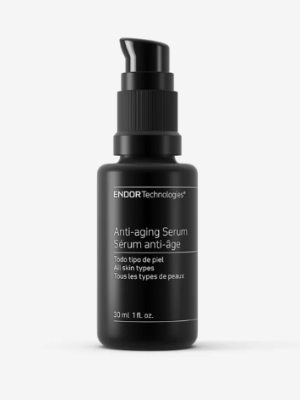 ENDOR Technologies®
Anti-aging Serum
Sérum anti-âge
Todo tipo de piel
All skin types
Tous les types de peaux
30 ml 1 fl. oz.